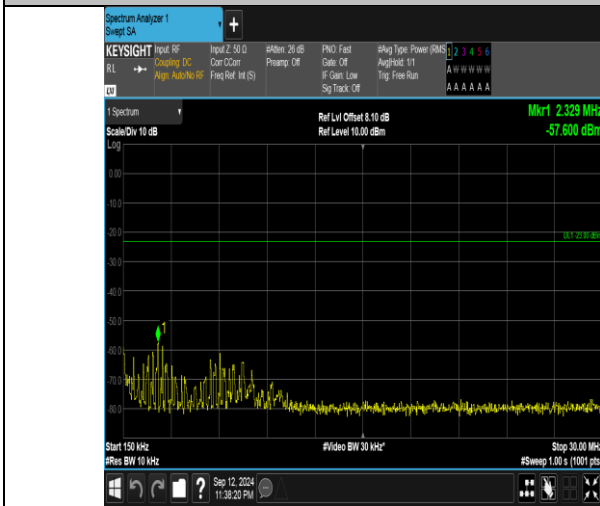 Spectrum Analyzer 1
Swept SA
+
KEYSIGHT Input: RF Input Z: 50 Ω #Atten: 26 dB PNO: Fast #Avg Type: Power (RMS 1 2 3 4 5 6
RL Coupling: DC Corr CCorr Preamp: Off Gate: Off Avg|Hold: 1/1 A W W W W W
Align: Auto/No RF Freq Ref: Int (S) IF Gain: Low Trig: Free Run
Sig Track: Off A A A A A A
1 Spectrum Ref Lvl Offset 8.10 dB Mkr1 2.329 MHz
Scale/Div 10 dB Ref Level 10.00 dBm -57.600 dBm
Log
0.00
-10.0
-20.0
DL1 -23.00 dBm
-30.0
-40.0
-50.0
1
-60.0
-70.0
-80.0
Start 150 kHz #Video BW 30 kHz* Stop 30.00 MHz
#Res BW 10 kHz #Sweep 1.00 s (1001 pts
? Sep 12, 2024
11:38:20 PM